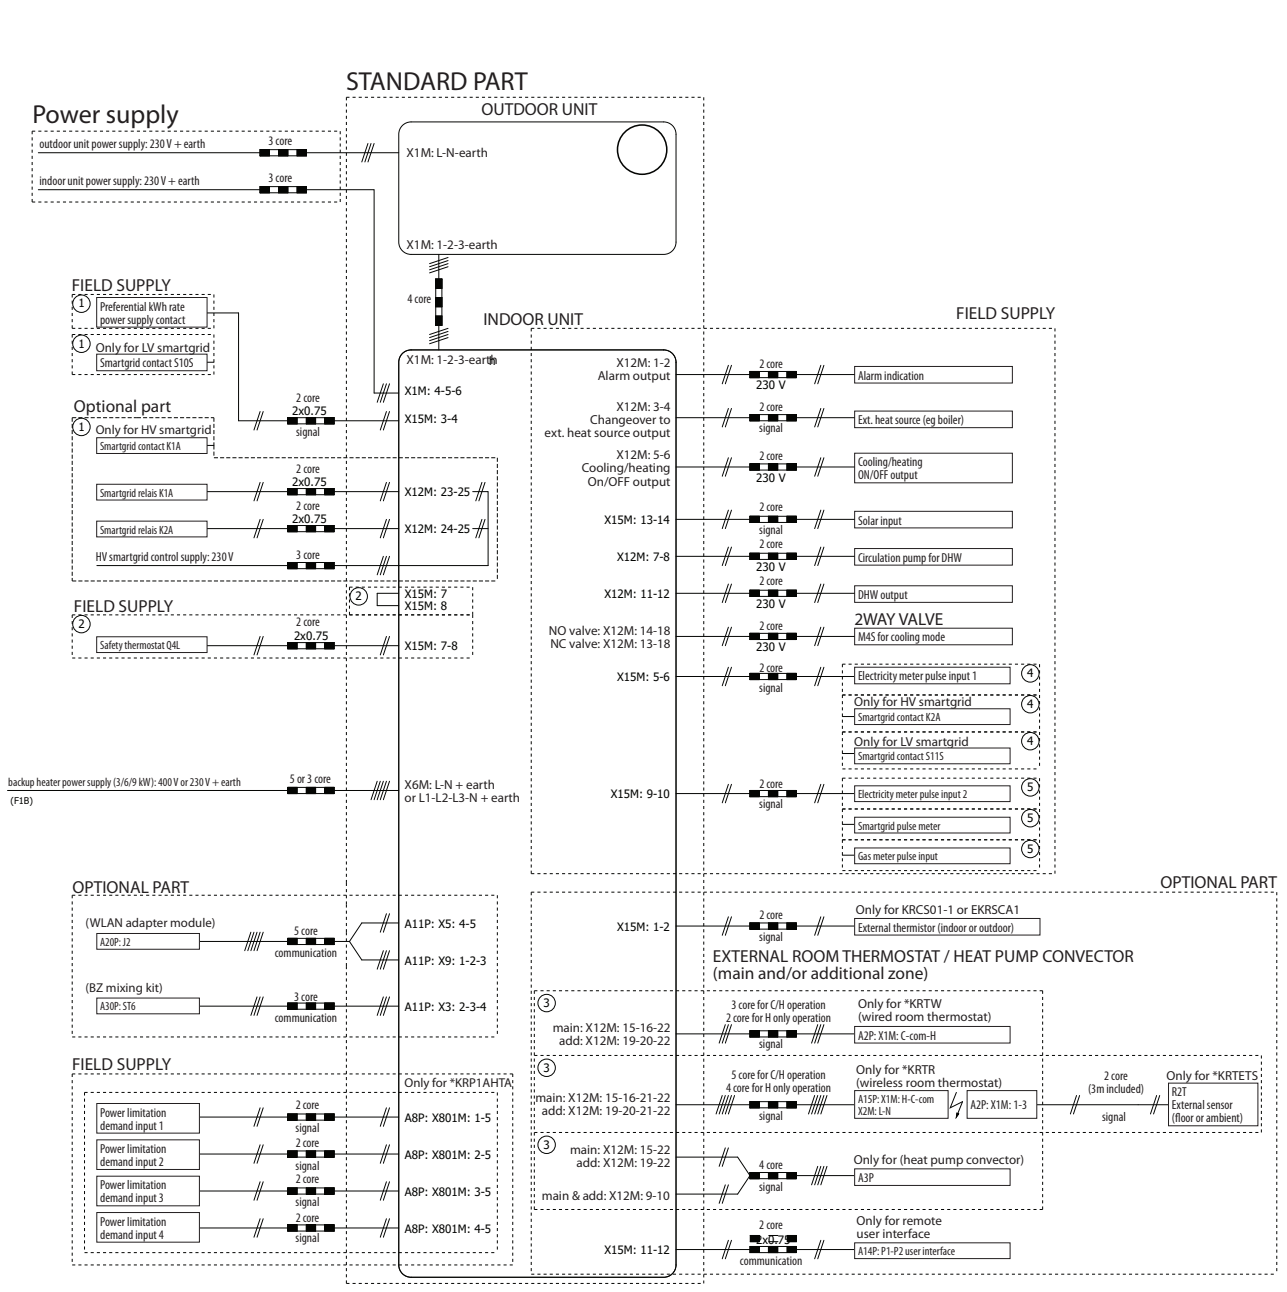 STANDARD PART
Power supply
outdoor unit power supply: 230 V + earth
3 core
indoor unit power supply: 230 V + earth
3 core
OUTDOOR UNIT
X1M: L-N-earth
X1M: 1-2-3-earth
4 core
INDOOR UNIT
X1M: 1-2-3-earth
X1M: 4-5-6
FIELD SUPPLY
1
Preferential kWh rate
power supply contact
1
Only for LV smartgrid
Smartgrid contact S10S
2 core
2x0.75
signal
X15M: 3-4
Optional part
1
Only for HV smartgrid
Smartgrid contact K1A
Smartgrid relais K1A
2 core
2x0.75
X12M: 23-25
Smartgrid relais K2A
2 core
2x0.75
X12M: 24-25
HV smartgrid control supply: 230 V
3 core
2
X15M: 7
X15M: 8
FIELD SUPPLY
2
Safety thermostat Q4L
2 core
2x0.75
X15M: 7-8
backup heater power supply (3/6/9 kW): 400 V or 230 V + earth
(F1B)
5 or 3 core
X6M: L-N + earth
or L1-L2-L3-N + earth
OPTIONAL PART
(WLAN adapter module)
A20P: J2
5 core
communication
A11P: X5: 4-5
A11P: X9: 1-2-3
(BZ mixing kit)
A30P: ST6
3 core
communication
A11P: X3: 2-3-4
FIELD SUPPLY
Only for *KRP1AHTA
Power limitation
demand input 1
2 core
signal
A8P: X801M: 1-5
Power limitation
demand input 2
2 core
signal
A8P: X801M: 2-5
Power limitation
demand input 3
2 core
signal
A8P: X801M: 3-5
Power limitation
demand input 4
2 core
signal
A8P: X801M: 4-5
FIELD SUPPLY
X12M: 1-2
Alarm output
2 core
230 V
Alarm indication
X12M: 3-4
Changeover to
ext. heat source output
2 core
signal
Ext. heat source (eg boiler)
X12M: 5-6
Cooling/heating
On/OFF output
2 core
230 V
Cooling/heating
ON/OFF output
X15M: 13-14
2 core
signal
Solar input
X12M: 7-8
2 core
230 V
Circulation pump for DHW
X12M: 11-12
2 core
230 V
DHW output
2WAY VALVE
NO valve: X12M: 14-18
NC valve: X12M: 13-18
2 core
230 V
M4S for cooling mode
X15M: 5-6
2 core
signal
Electricity meter pulse input 1
4
Only for HV smartgrid
4
Smartgrid contact K2A
Only for LV smartgrid
4
Smartgrid contact S11S
X15M: 9-10
2 core
signal
Electricity meter pulse input 2
5
Smartgrid pulse meter
5
Gas meter pulse input
5
OPTIONAL PART
X15M: 1-2
2 core
signal
Only for KRCS01-1 or EKRSCA1
External thermistor (indoor or outdoor)
EXTERNAL ROOM THERMOSTAT / HEAT PUMP CONVECTOR
(main and/or additional zone)
3
main: X12M: 15-16-22
add: X12M: 19-20-22
3 core for C/H operation
2 core for H only operation
signal
Only for *KRTW
(wired room thermostat)
A2P: X1M: C-com-H
3
main: X12M: 15-16-21-22
add: X12M: 19-20-21-22
5 core for C/H operation
4 core for H only operation
signal
Only for *KRTR
(wireless room thermostat)
A15P: X1M: H-C-com
X2M: L-N
A2P: X1M: 1-3
2 core
(3m included)
signal
Only for *KRTETS
R2T
External sensor
(floor or ambient)
3
main: X12M: 15-22
add: X12M: 19-22
main & add: X12M: 9-10
4 core
signal
Only for (heat pump convector)
A3P
X15M: 11-12
2 core
2x0.75
communication
Only for remote
user interface
A14P: P1-P2 user interface